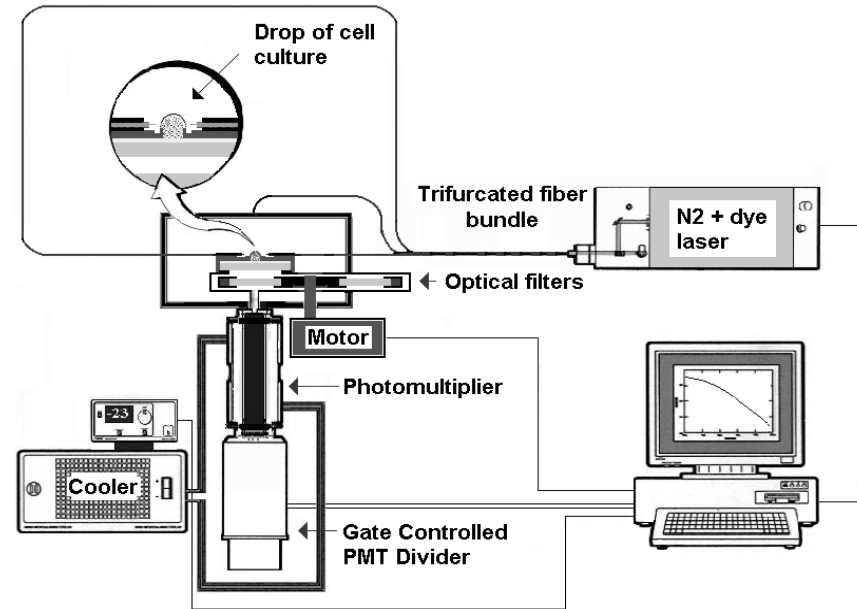 Drop of cell
culture
Trifurcated fiber
bundle
N2 + dye
laser
Optical filters
Motor
Photomultiplier
-23
Cooler
Gate Controlled
PMT Divider